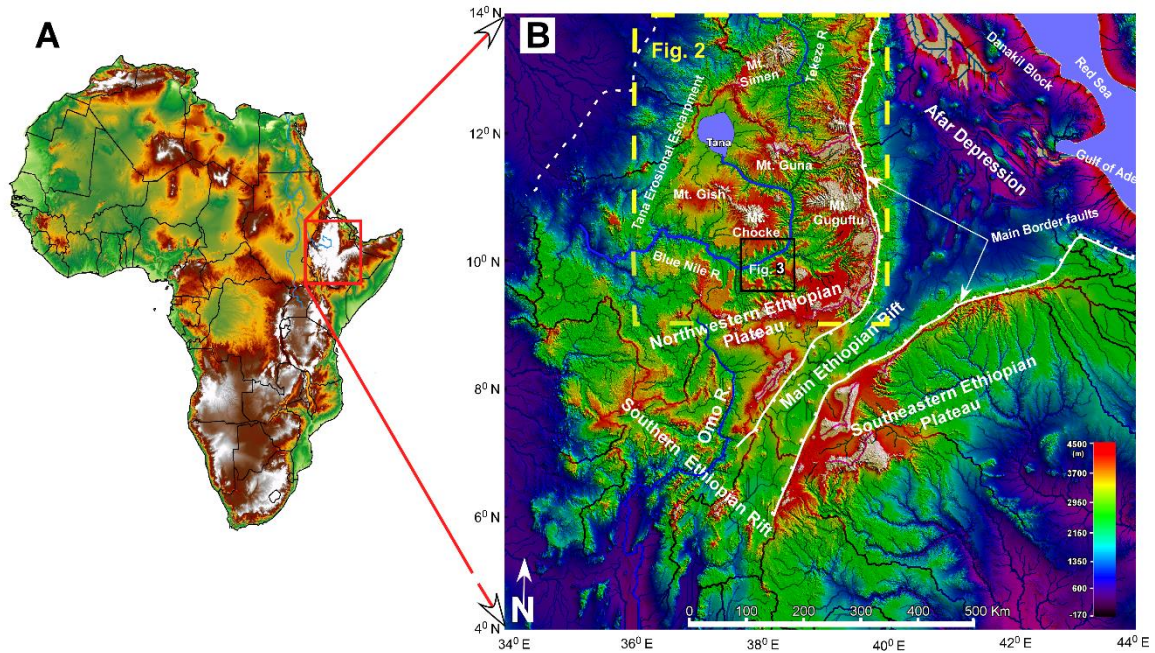 A
B
14⁰ N
12⁰ N
10⁰ N
8⁰ N
6⁰ N
4⁰ N
Fig. 2
Mt.
Simen
Tekeze R.
Danakil Block
Red Sea
Afar Depression
Gulf of Ade
Tana Erosional Escarpment
Tana
Mt. Guna
Mt. Gish
Mt.
Chocke
Mt.
Guguftu
Main Border faults
Blue Nile R.
Fig. 3
Northwestern Ethiopian
Plateau
Main Ethiopian Rift
Omo R.
Southern Ethiopian Rift
Southeastern Ethiopian
Plateau
4500
(m)
3700
2950
2150
1350
600
-170
N
0 100 200 300 400 500 Km
34⁰ E 36⁰ E 38⁰ E 40⁰ E 42⁰ E 44⁰ E